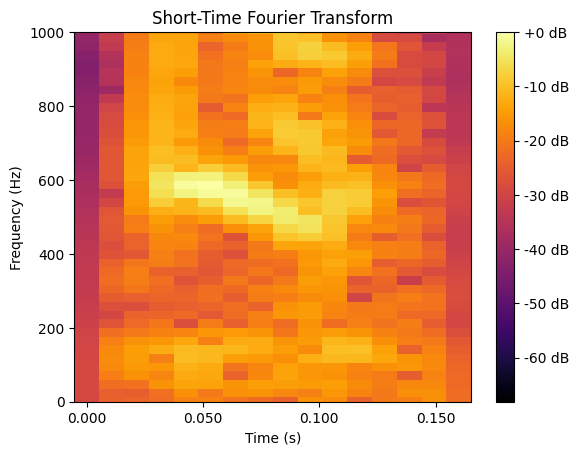 Short-Time Fourier Transform
1000
800
600
400
200
0
Frequency (Hz)
0.000
0.050
0.100
0.150
Time (s)
+0 dB
-10 dB
-20 dB
-30 dB
-40 dB
-50 dB
-60 dB